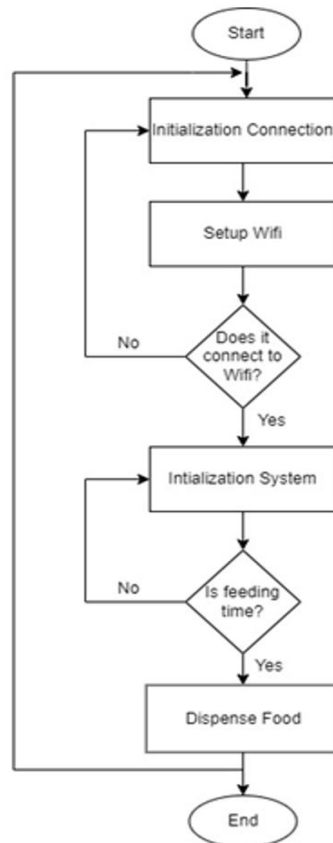 Start
Initialization Connection
Setup Wifi
Does it
connect to
Wifi?
No
Yes
Intialization System
Is feeding
time?
No
Yes
Dispense Food
End